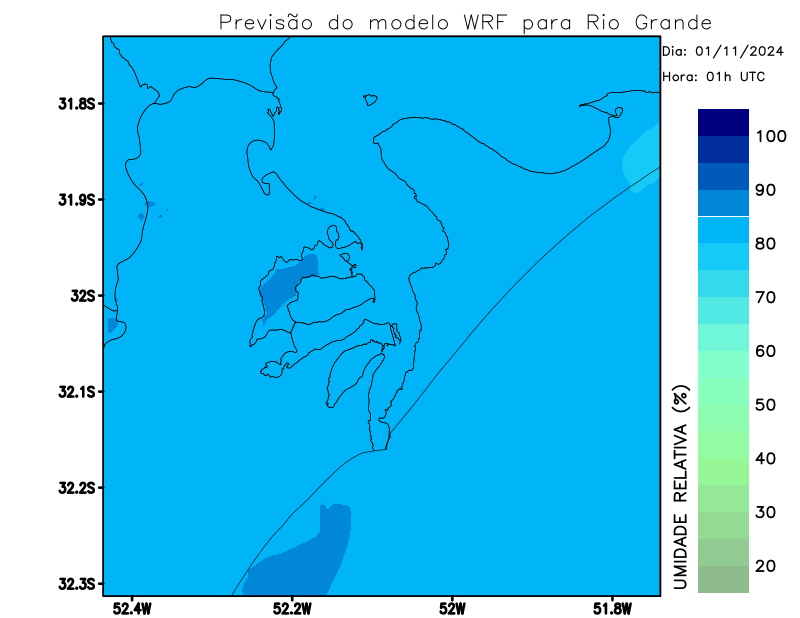 Previsão do modelo WRF para Rio Grande
Dia: 01/11/2024
Hora: 01h UTC
31.8S
31.9S
32S
32.1S
32.2S
32.3S
52.4W
52.2W
52W
51.8W
100
90
80
70
60
50
40
30
20
UMIDADE RELATIVA (%)